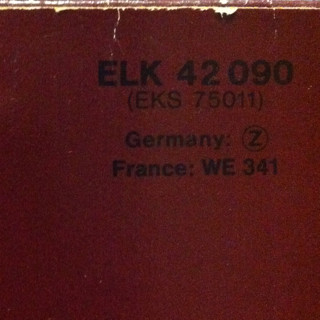 ELK 42 090
(EKS 75011)
Germany: Ⓩ
France: WE 341